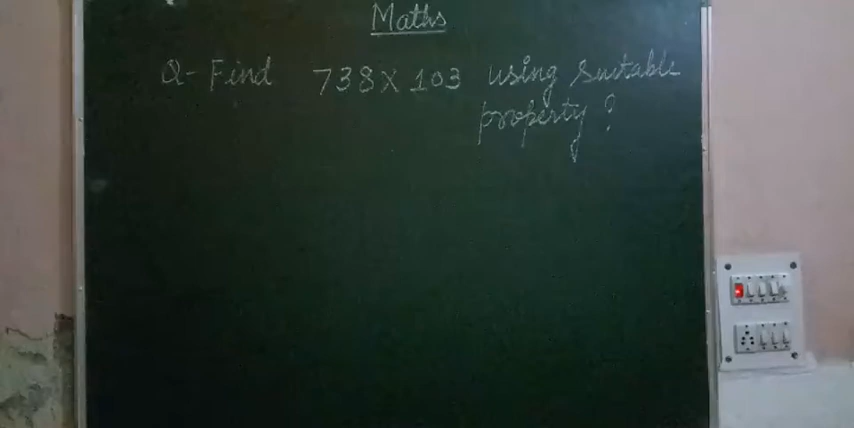 Maths
Q- Find 738 × 103 using suitable
property ?